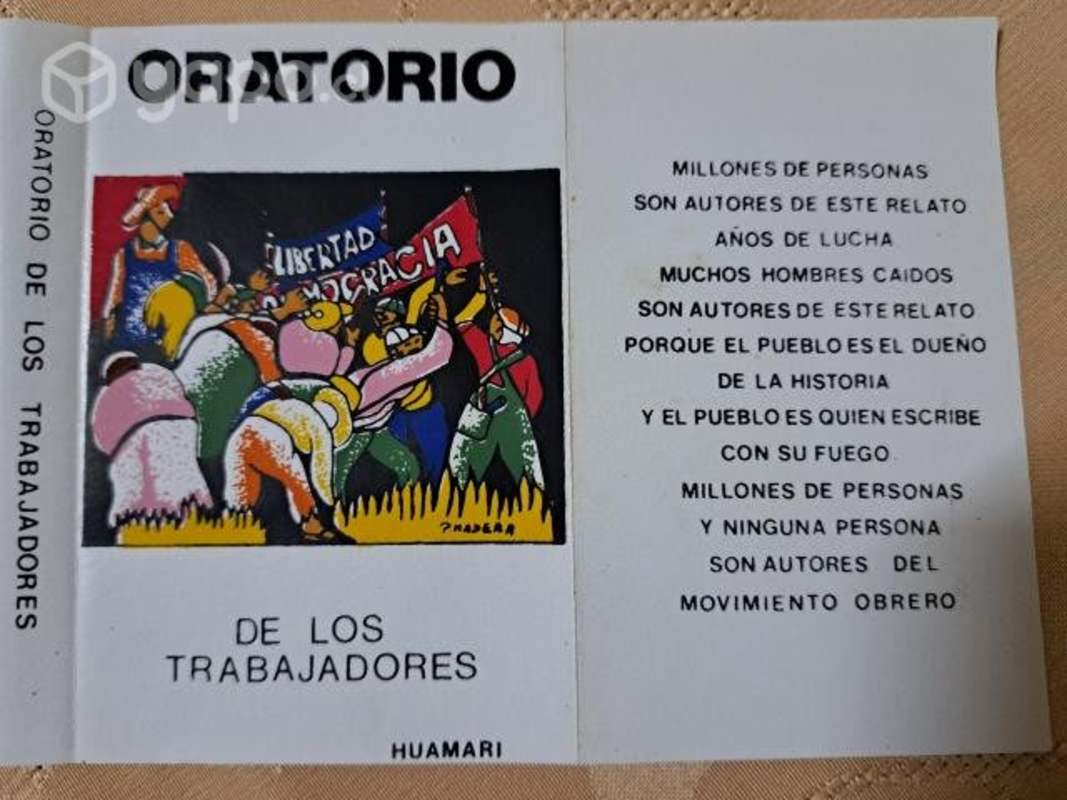 yapo.cl
ORATORIO DE LOS TRABAJADORES
ORATORIO
LIBERTAD
DEMOCRACIA
P MADERA
DE LOS
TRABAJADORES
HUAMARI
MILLONES DE PERSONAS
SON AUTORES DE ESTE RELATO
AÑOS DE LUCHA
MUCHOS HOMBRES CAIDOS
SON AUTORES DE ESTE RELATO
PORQUE EL PUEBLO ES EL DUEÑO
DE LA HISTORIA
Y EL PUEBLO ES QUIEN ESCRIBE
CON SU FUEGO
MILLONES DE PERSONAS
Y NINGUNA PERSONA
SON AUTORES DEL
MOVIMIENTO OBRERO